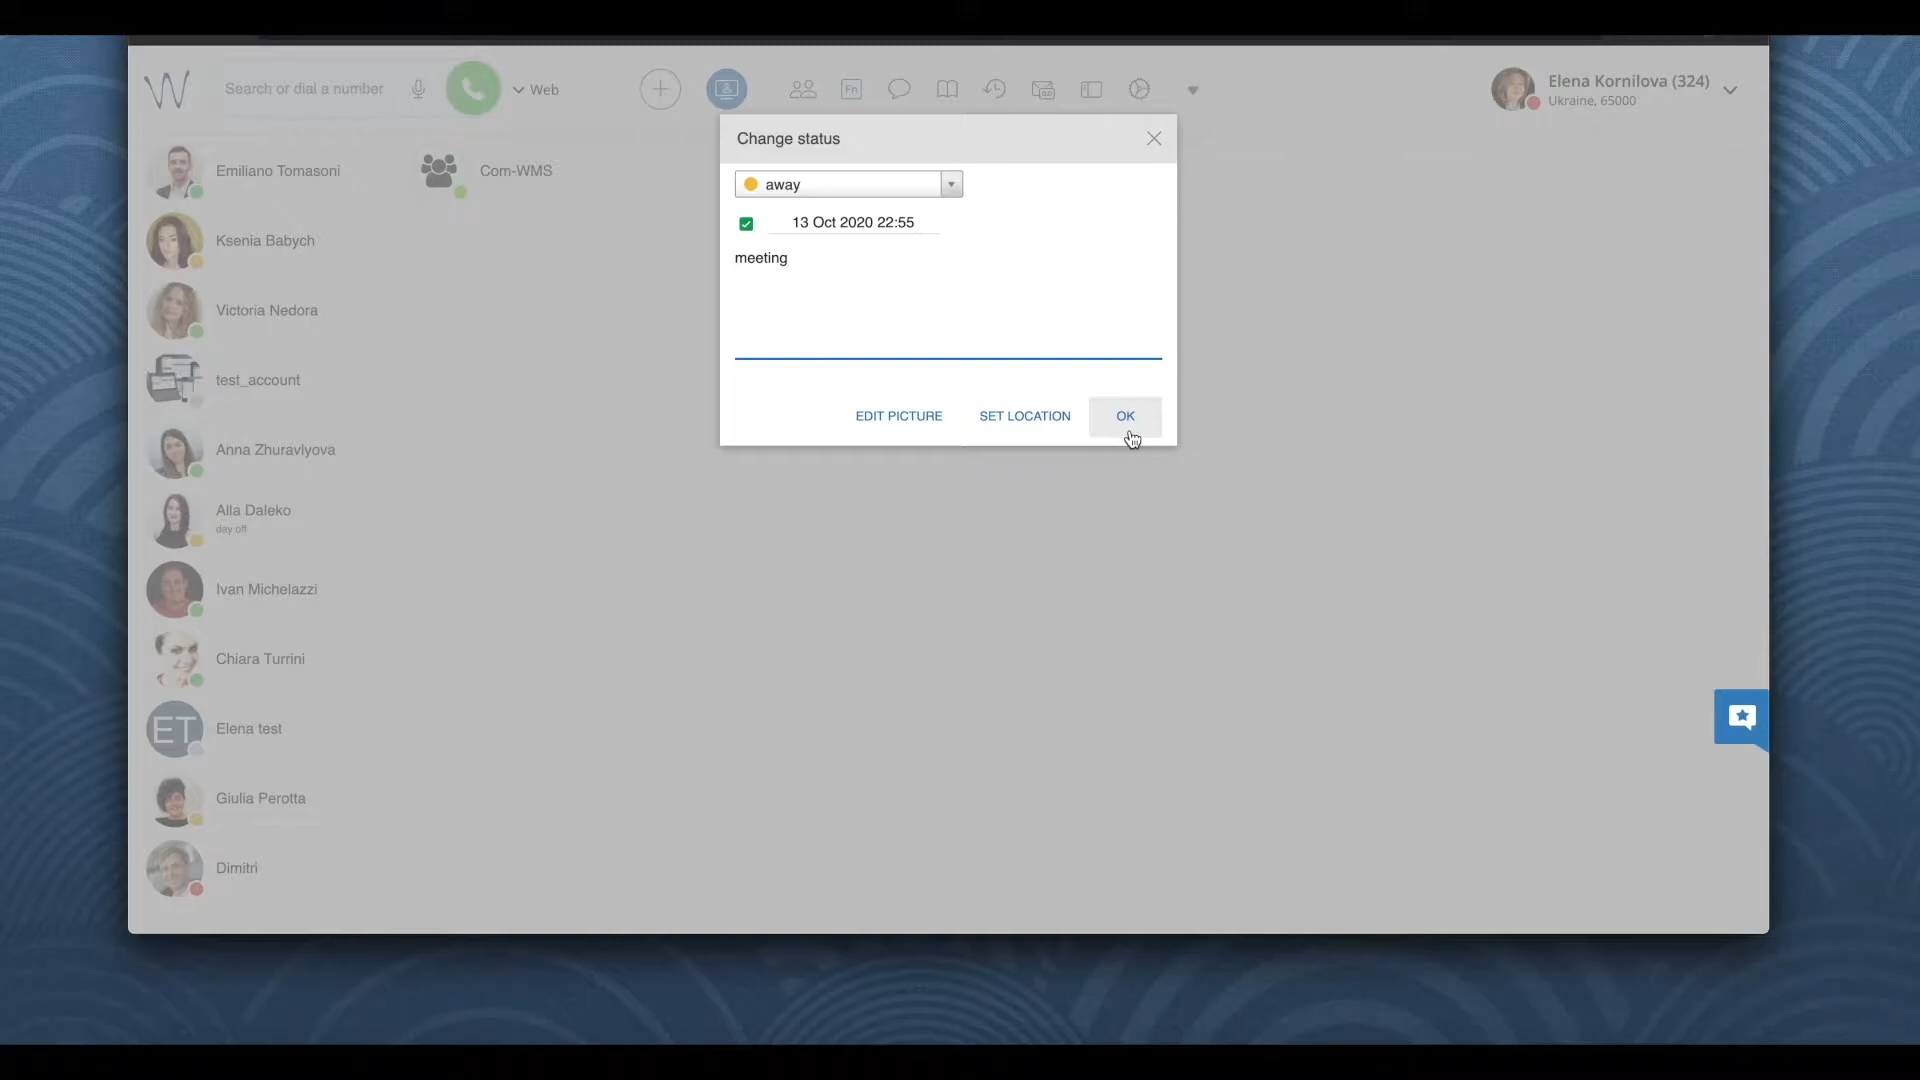 Search or dial a number
Web
Fn
Elena Kornilova (324)
Ukraine, 65000
Change status
away
13 Oct 2020 22:55
meeting
EDIT PICTURE
SET LOCATION
OK
Emiliano Tomasoni
Com-WMS
Ksenia Babych
Victoria Nedora
test_account
Anna Zhuravlyova
Alla Daleko
day off
Ivan Michelazzi
Chiara Turrini
ET
Elena test
Giulia Perotta
Dimitri